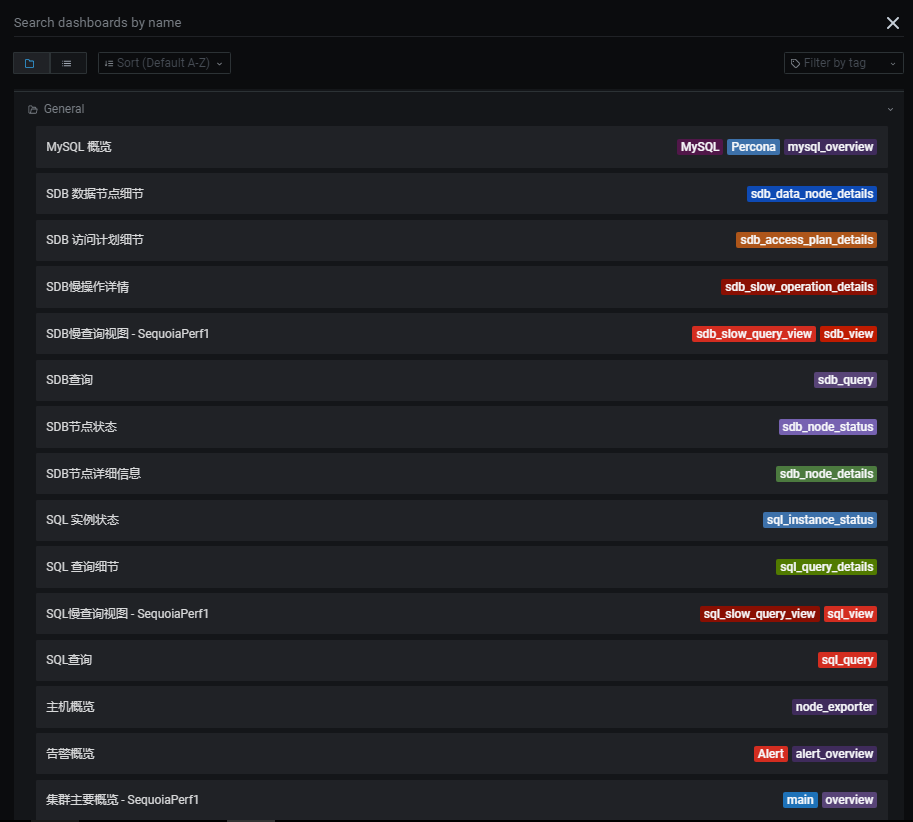 Search dashboards by name
Sort (Default A-Z)
Filter by tag
General
MySQL 概览 MySQL Percona mysql_overview
SDB 数据节点细节 sdb_data_node_details
SDB 访问计划细节 sdb_access_plan_details
SDB慢操作详情 sdb_slow_operation_details
SDB慢查询视图 - SequoiaPerf1 sdb_slow_query_view sdb_view
SDB查询 sdb_query
SDB节点状态 sdb_node_status
SDB节点详细信息 sdb_node_details
SQL 实例状态 sql_instance_status
SQL 查询细节 sql_query_details
SQL慢查询视图 - SequoiaPerf1 sql_slow_query_view sql_view
SQL查询 sql_query
主机概览 node_exporter
告警概览 Alert alert_overview
集群主要概览 - SequoiaPerf1 main overview